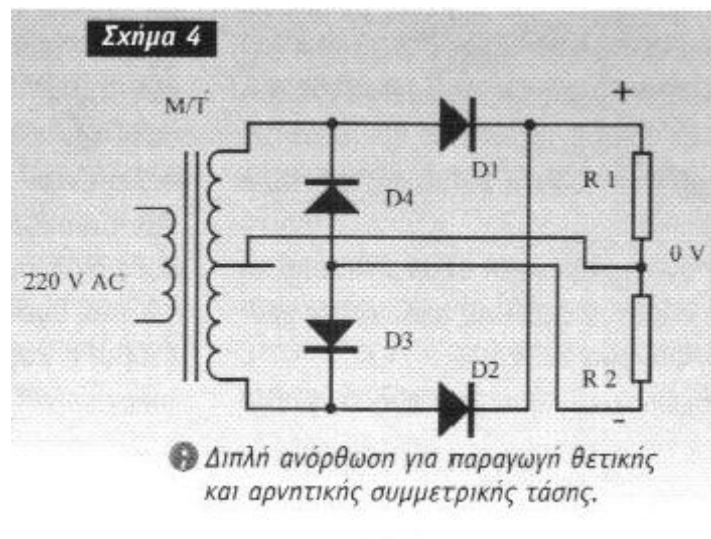 Σχήμα 4
M/T
+
D1
R 1
D4
0 V
220 V AC
D3
D2
R 2
-
Διπλή ανόρθωση για παραγωγή θετικής
και αρνητικής συμμετρικής τάσης.